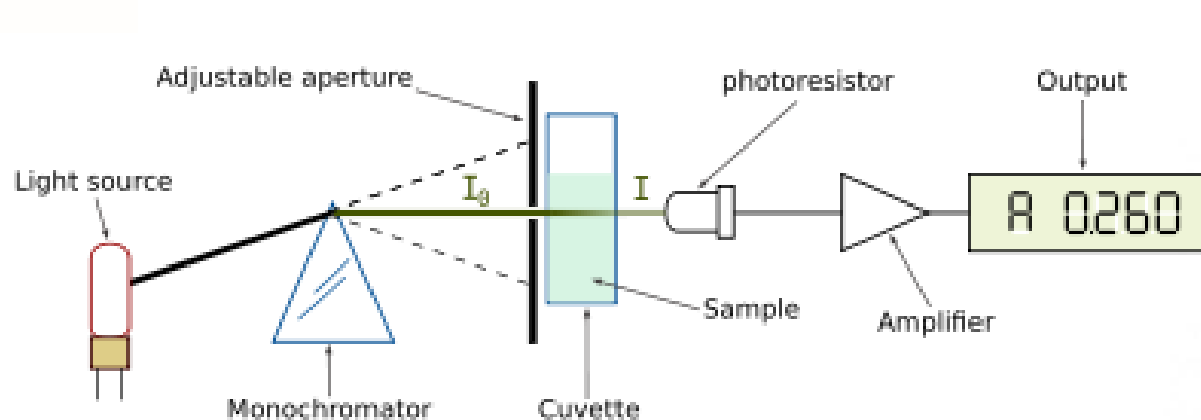 Adjustable aperture
photoresistor
Output
Light source
I0
I
A 0.260
Sample
Amplifier
Monochromator
Cuvette